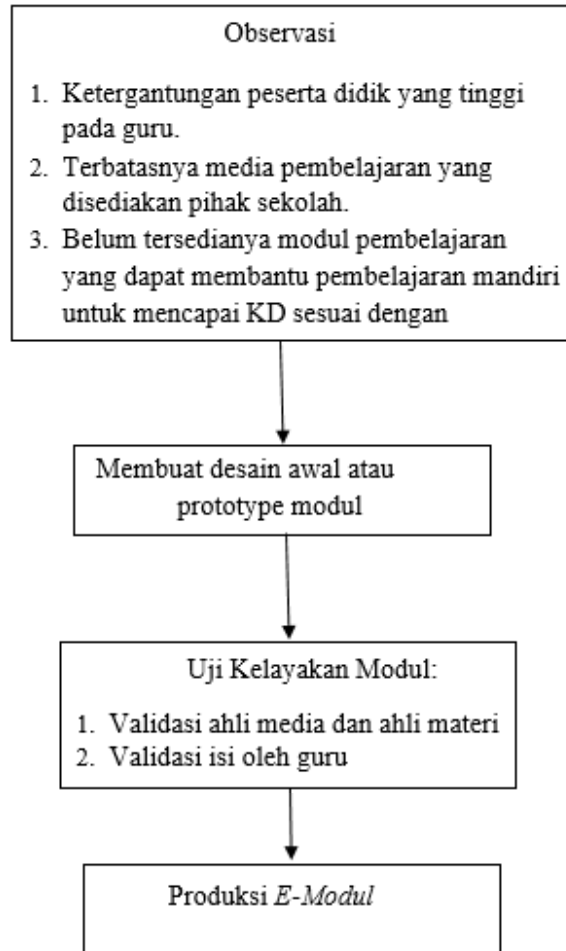 Observasi
1. Ketergantungan peserta didik yang tinggi
pada guru.
2. Terbatasnya media pembelajaran yang
disediakan pihak sekolah.
3. Belum tersedianya modul pembelajaran
yang dapat membantu pembelajaran mandiri
untuk mencapai KD sesuai dengan
Membuat desain awal atau
prototype modul
Uji Kelayakan Modul:
1. Validasi ahli media dan ahli materi
2. Validasi isi oleh guru
Produksi E-Modul